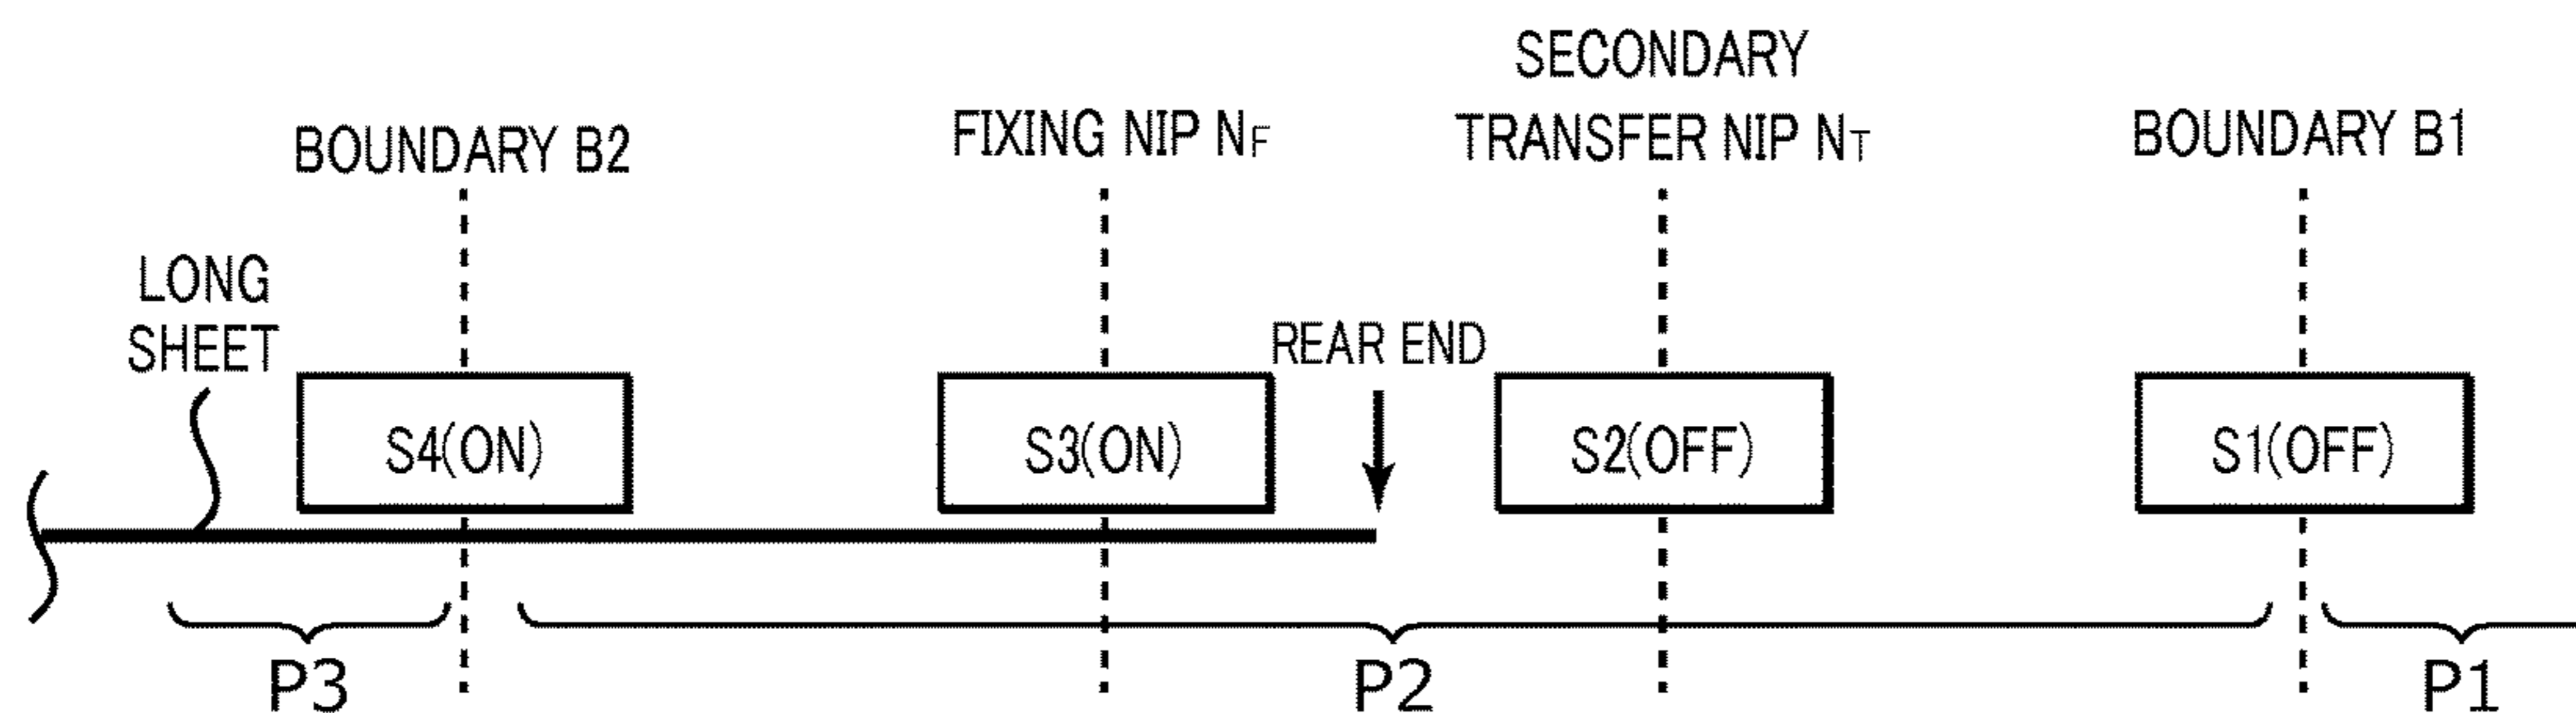 SECONDARY
TRANSFER NIP NT
BOUNDARY B2
FIXING NIP NF
BOUNDARY B1
LONG
SHEET
REAR END
S4(ON)
S3(ON)
S2(OFF)
S1(OFF)
P3
P2
P1